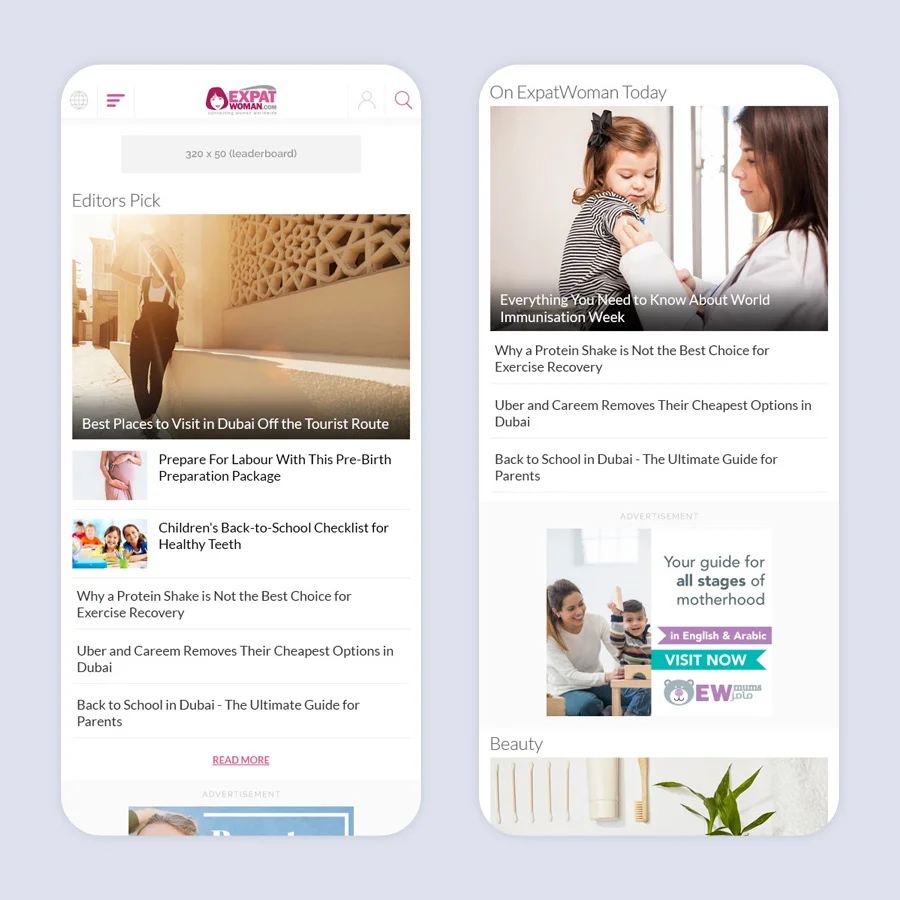 EXPAT
WOMAN.COM
connecting women worldwide
320 x 50 (leaderboard)
Editors Pick
Best Places to Visit in Dubai Off the Tourist Route
Prepare For Labour With This Pre-Birth
Preparation Package
Children's Back-to-School Checklist for
Healthy Teeth
Why a Protein Shake is Not the Best Choice for
Exercise Recovery
Uber and Careem Removes Their Cheapest Options in
Dubai
Back to School in Dubai - The Ultimate Guide for
Parents
READ MORE
ADVERTISEMENT
On ExpatWoman Today
Everything You Need to Know About World
Immunisation Week
Why a Protein Shake is Not the Best Choice for
Exercise Recovery
Uber and Careem Removes Their Cheapest Options in
Dubai
Back to School in Dubai - The Ultimate Guide for
Parents
ADVERTISEMENT
Your guide for
all stages of
motherhood
in English & Arabic
VISIT NOW
EW mums
Beauty